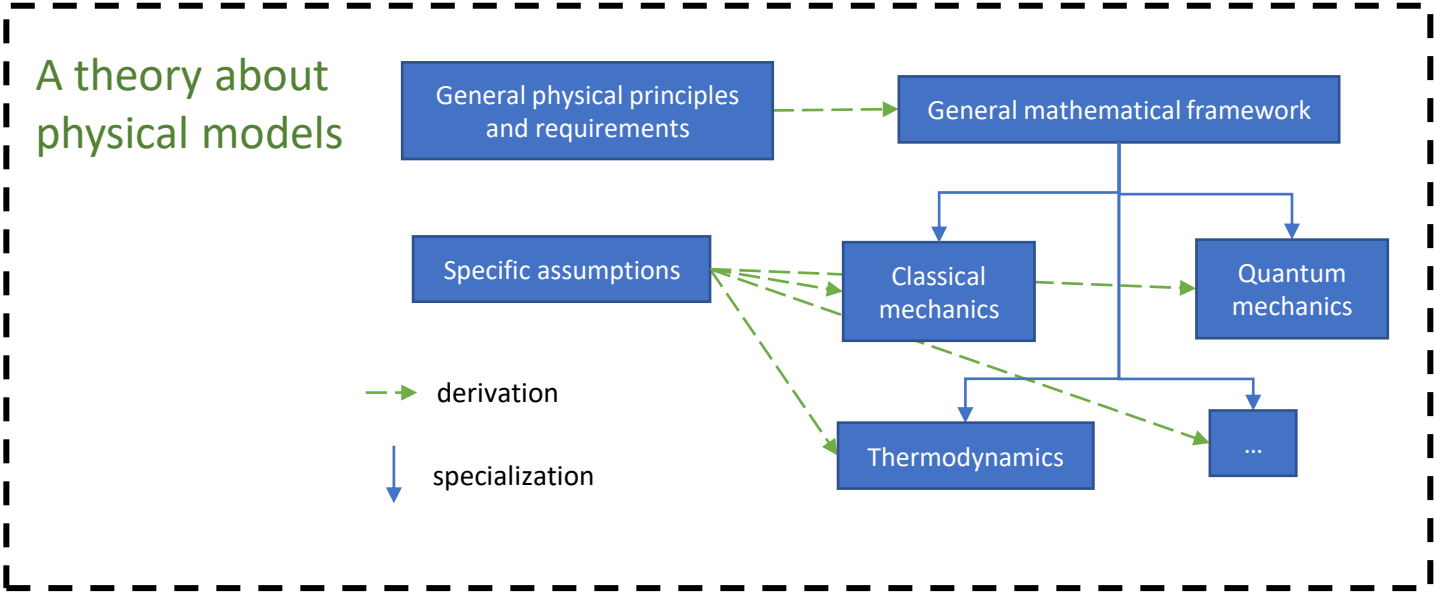 A theory about
physical models
General physical principles
and requirements
General mathematical framework
Specific assumptions
Classical
mechanics
Quantum
mechanics
derivation
specialization
Thermodynamics
...